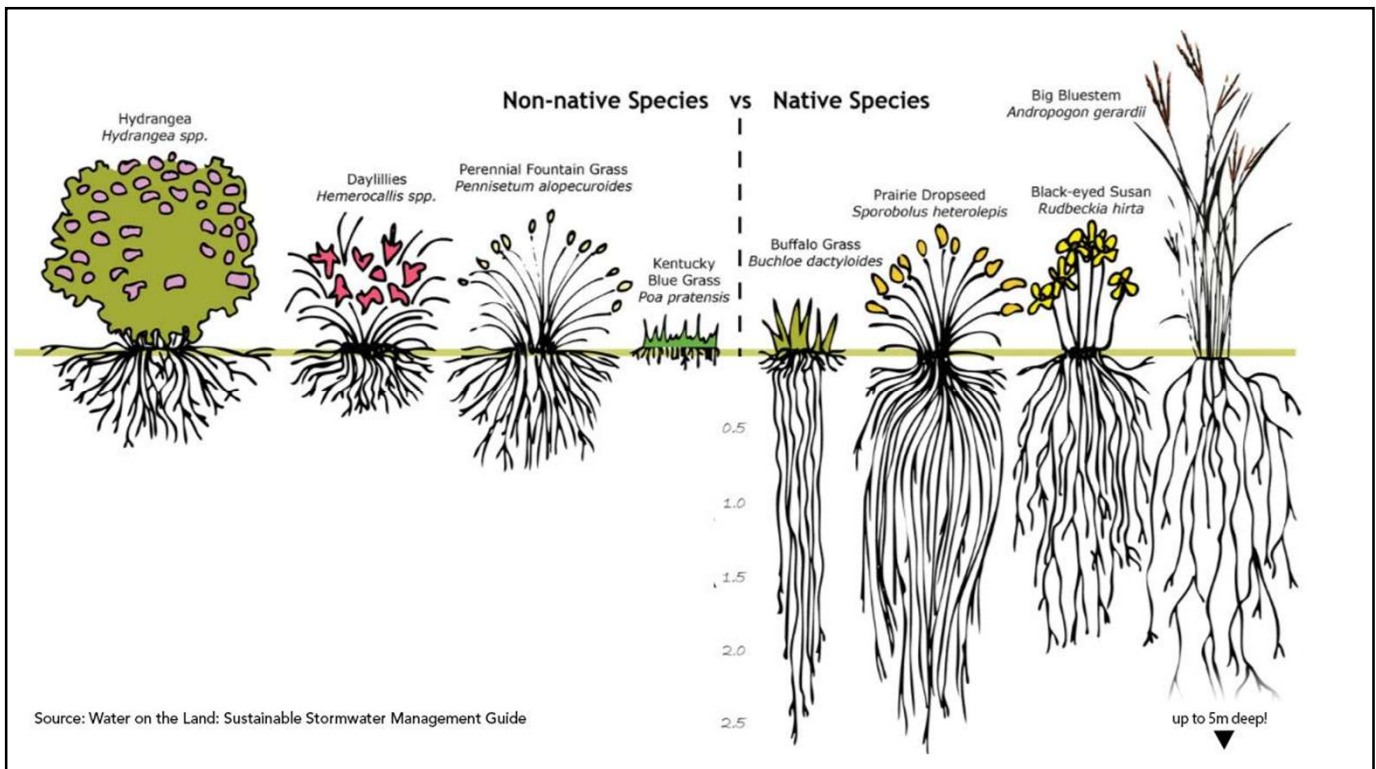 Non-native Species vs Native Species
Hydrangea
Hydrangea spp.
Daylillies
Hemerocallis spp.
Perennial Fountain Grass
Pennisetum alopecuroides
Kentucky
Blue Grass
Poa pratensis
Buffalo Grass
Buchloe dactyloides
Prairie Dropseed
Sporobolus heterolepis
Black-eyed Susan
Rudbeckia hirta
Big Bluestem
Andropogon gerardii
0.5
1.0
1.5
2.0
2.5
Source: Water on the Land: Sustainable Stormwater Management Guide
up to 5m deep!